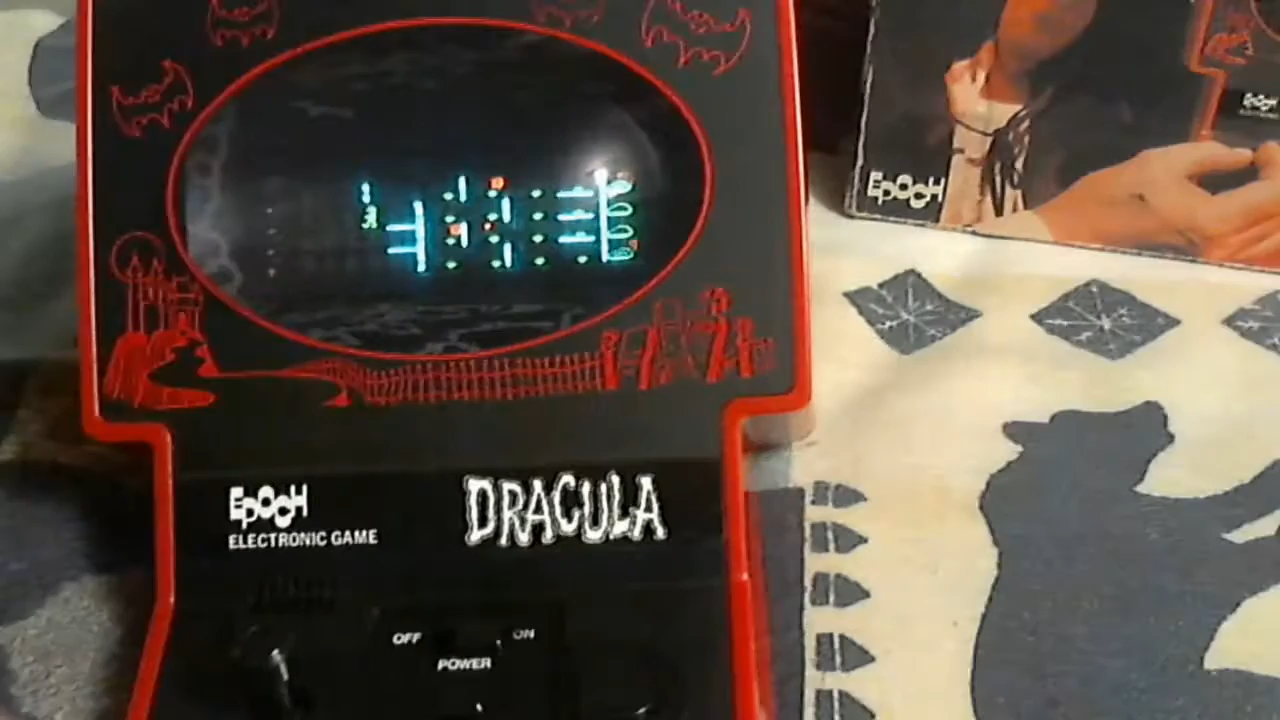 EPOCH
EPOCH
ELECTRONIC GAME
DRACULA
OFF
ON
POWER